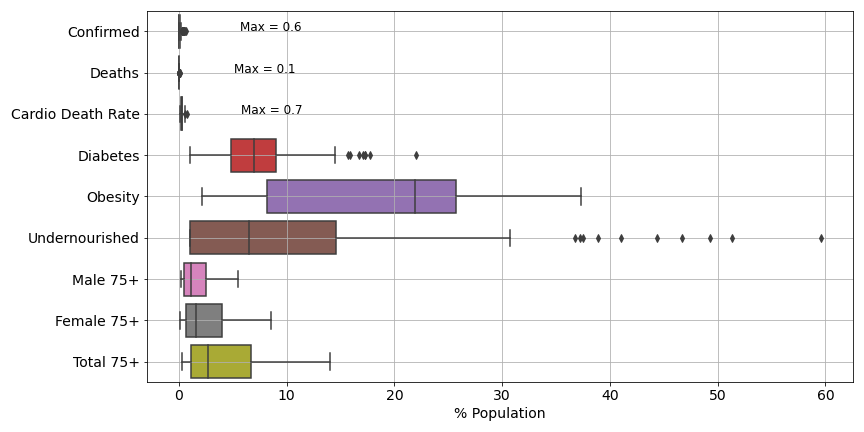 Confirmed
Max = 0.6
Deaths
Max = 0.1
Cardio Death Rate
Max = 0.7
Diabetes
Obesity
Undernourished
Male 75+
Female 75+
Total 75+
0 10 20 30 40 50 60
% Population